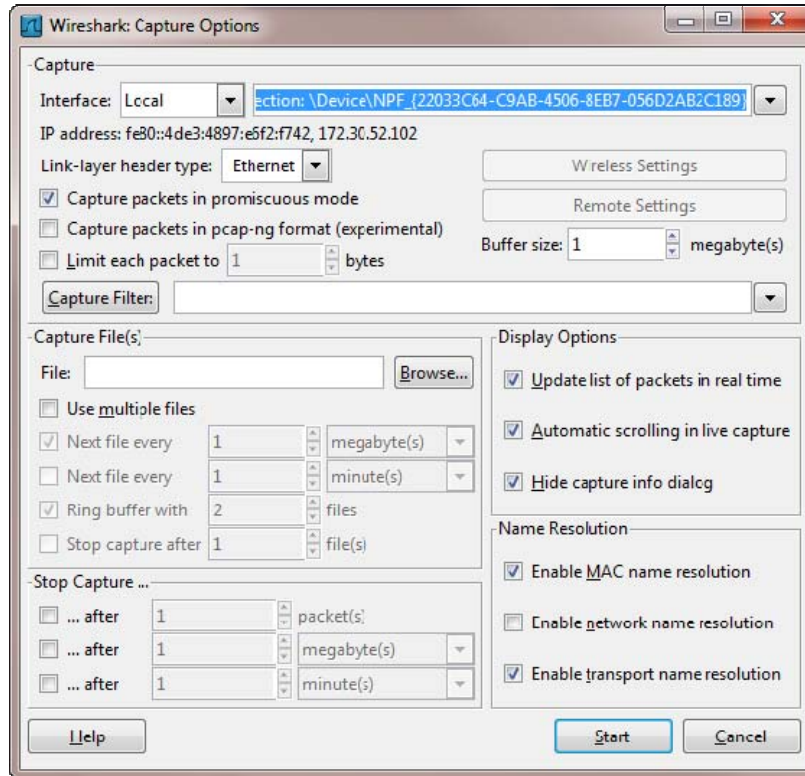 Wireshark: Capture Options
Capture
Interface: Local ection: \Device\NPF_{22033C64-C9AB-4506-8EB7-056D2AB2C189}
IP address: fe80::4de3:4897:e5f2:f742, 172.30.52.102
Link-layer header type: Ethernet
Wireless Settings
Capture packets in promiscuous mode
Remote Settings
Capture packets in pcap-ng format (experimental)
Buffer size: 1 megabyte(s)
Limit each packet to 1 bytes
Capture Filter:
Capture File(s)
File: Browse...
Use multiple files
Next file every 1 megabyte(s)
Next file every 1 minute(s)
Ring buffer with 2 files
Stop capture after 1 file(s)
Display Options
Update list of packets in real time
Automatic scrolling in live capture
Hide capture info dialog
Stop Capture ...
... after 1 packet(s)
... after 1 megabyte(s)
... after 1 minute(s)
Name Resolution
Enable MAC name resolution
Enable network name resolution
Enable transport name resolution
Help
Start
Cancel